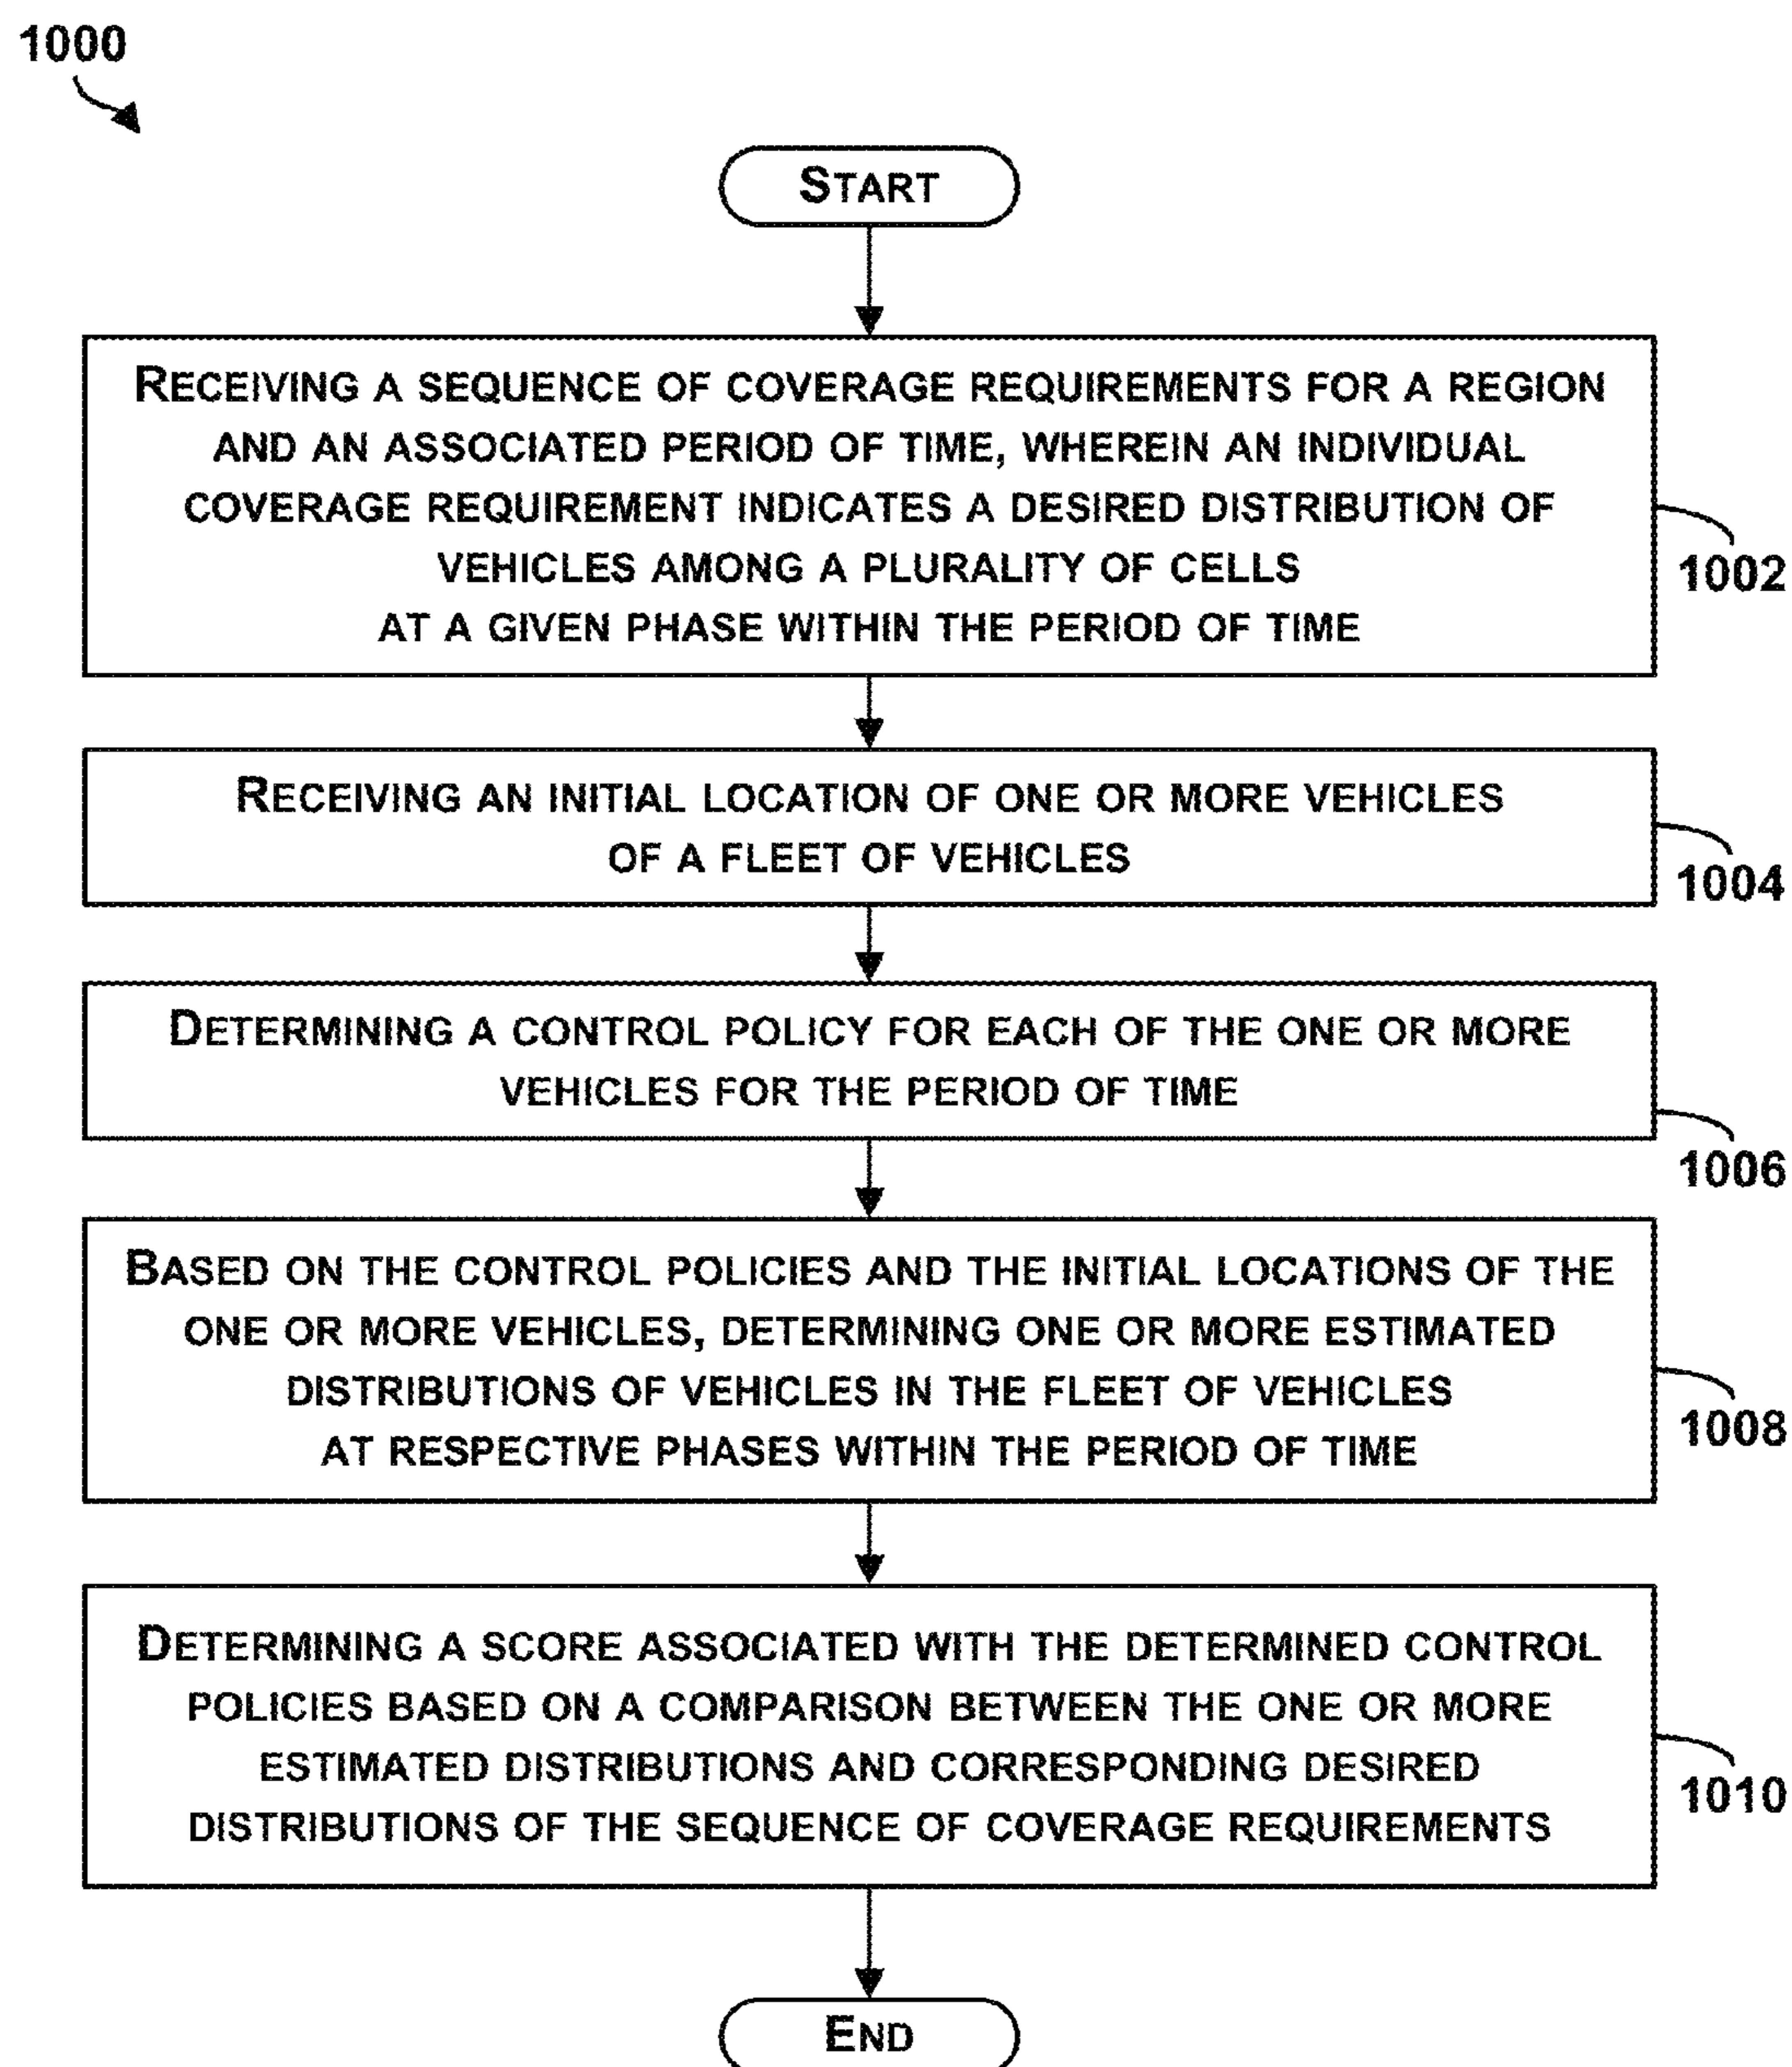 1000
START
RECEIVING A SEQUENCE OF COVERAGE REQUIREMENTS FOR A REGION
AND AN ASSOCIATED PERIOD OF TIME, WHEREIN AN INDIVIDUAL
COVERAGE REQUIREMENT INDICATES A DESIRED DISTRIBUTION OF
VEHICLES AMONG A PLURALITY OF CELLS
AT A GIVEN PHASE WITHIN THE PERIOD OF TIME
1002
RECEIVING AN INITIAL LOCATION OF ONE OR MORE VEHICLES
OF A FLEET OF VEHICLES
1004
DETERMINING A CONTROL POLICY FOR EACH OF THE ONE OR MORE
VEHICLES FOR THE PERIOD OF TIME
1006
BASED ON THE CONTROL POLICIES AND THE INITIAL LOCATIONS OF THE
ONE OR MORE VEHICLES, DETERMINING ONE OR MORE ESTIMATED
DISTRIBUTIONS OF VEHICLES IN THE FLEET OF VEHICLES
AT RESPECTIVE PHASES WITHIN THE PERIOD OF TIME
1008
DETERMINING A SCORE ASSOCIATED WITH THE DETERMINED CONTROL
POLICIES BASED ON A COMPARISON BETWEEN THE ONE OR MORE
ESTIMATED DISTRIBUTIONS AND CORRESPONDING DESIRED
DISTRIBUTIONS OF THE SEQUENCE OF COVERAGE REQUIREMENTS
1010
END